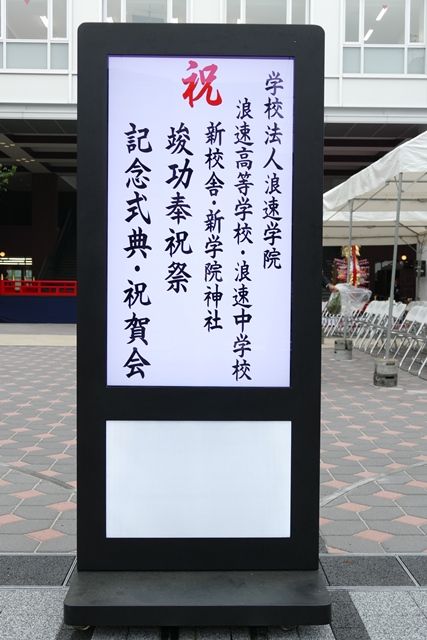 祝
学校法人浪速学院
浪速高等学校・浪速中学校
新校舎・新学院神社
竣功奉祝祭
記念式典・祝賀会